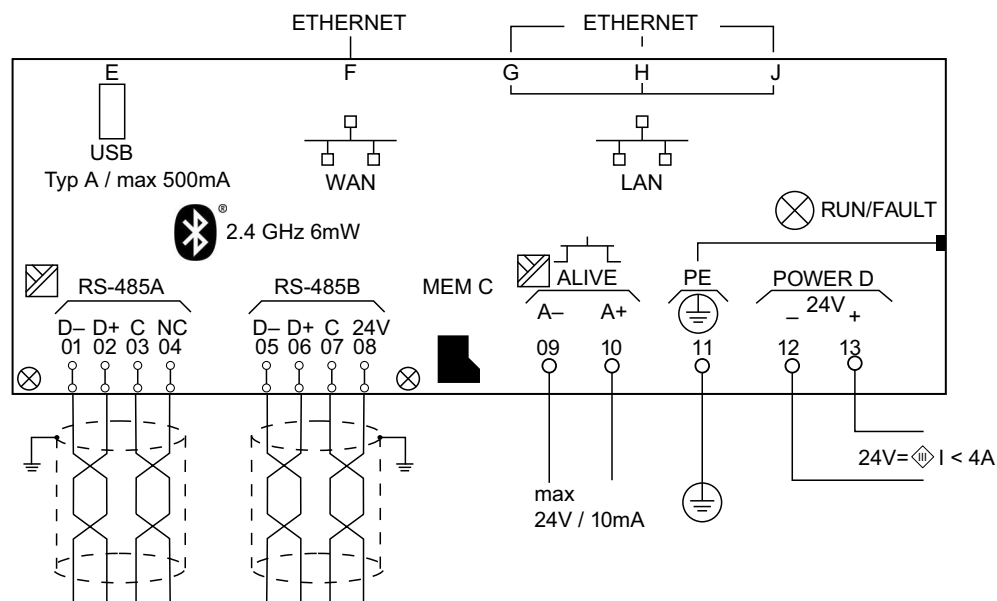 ETHERNET ETHERNET
E F G H J
USB
Typ A / max 500mA
WAN
LAN
® 2.4 GHz 6mW
RUN/FAULT
RS-485A RS-485B MEM C ALIVE PE POWER D
24V
D– D+ C NC D– D+ C 24V A– A+ – +
01 02 03 04 05 06 07 08 09 10 11 12 13
24V= III I < 4A
max
24V / 10mA